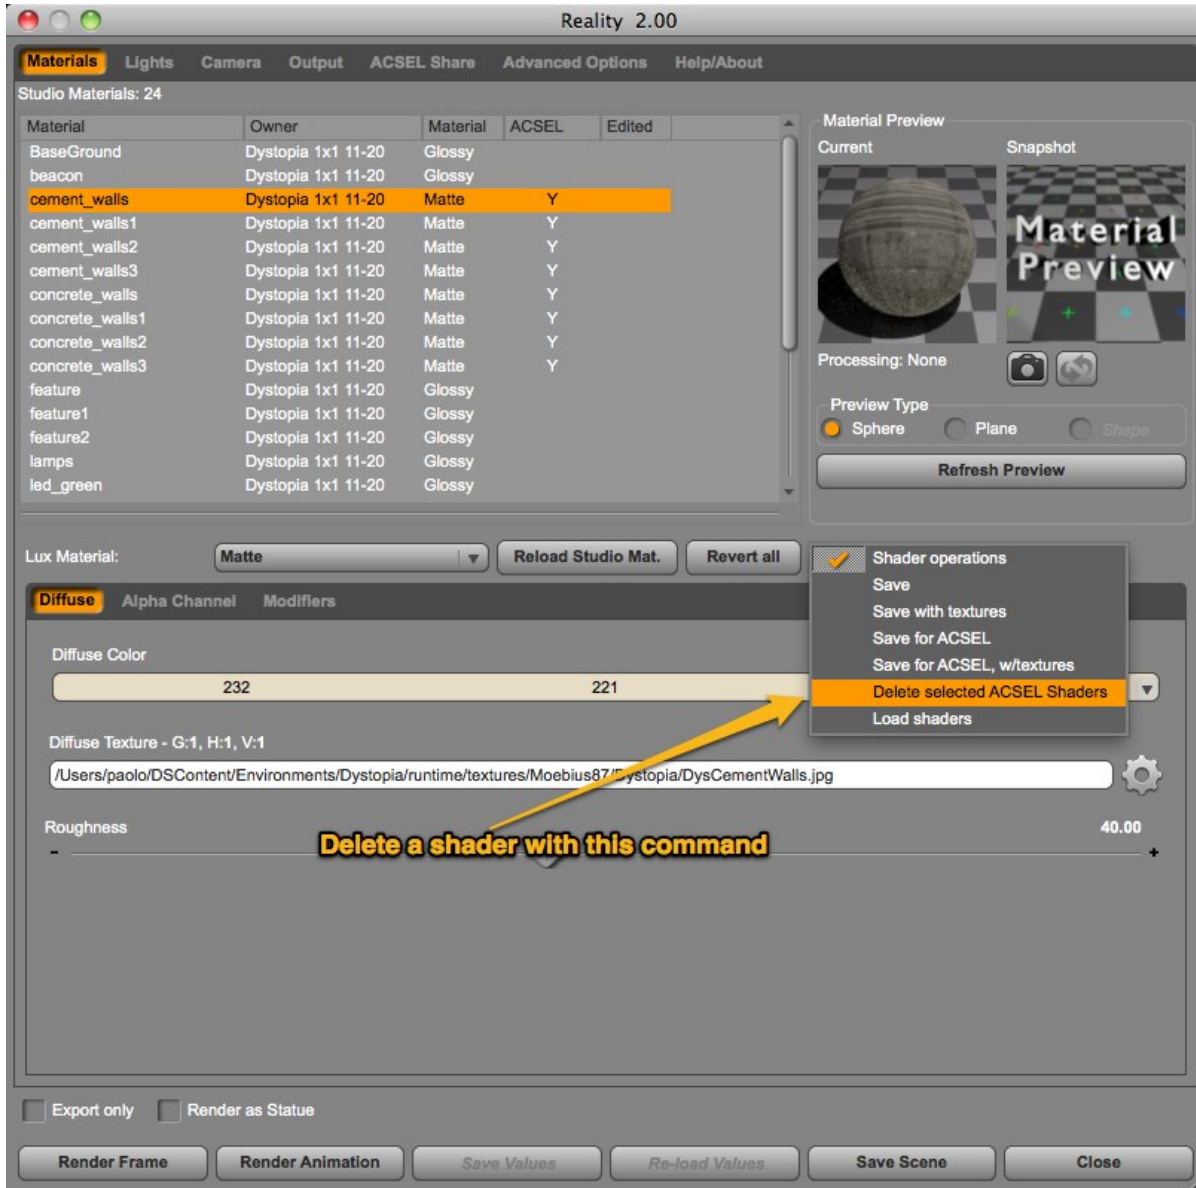 Reality 2.00
Materials Lights Camera Output ACSEL Share Advanced Options Help/About
Studio Materials: 24
Material Owner Material ACSEL Edited
BaseGround Dystopia 1x1 11-20 Glossy
beacon Dystopia 1x1 11-20 Glossy
cement_walls Dystopia 1x1 11-20 Matte Y
cement_walls1 Dystopia 1x1 11-20 Matte Y
cement_walls2 Dystopia 1x1 11-20 Matte Y
cement_walls3 Dystopia 1x1 11-20 Matte Y
concrete_walls Dystopia 1x1 11-20 Matte Y
concrete_walls1 Dystopia 1x1 11-20 Matte Y
concrete_walls2 Dystopia 1x1 11-20 Matte Y
concrete_walls3 Dystopia 1x1 11-20 Matte Y
feature Dystopia 1x1 11-20 Glossy
feature1 Dystopia 1x1 11-20 Glossy
feature2 Dystopia 1x1 11-20 Glossy
lamps Dystopia 1x1 11-20 Glossy
led_green Dystopia 1x1 11-20 Glossy
Material Preview
Current Snapshot
Material
Preview
Processing: None
Preview Type
Sphere Plane Shape
Refresh Preview
Lux Material: Matte Reload Studio Mat. Revert all
Shader operations
Save
Save with textures
Save for ACSEL
Save for ACSEL, w/textures
Delete selected ACSEL Shaders
Load shaders
Diffuse Alpha Channel Modifiers
Diffuse Color
232 221
Diffuse Texture - G:1, H:1, V:1
/Users/paolo/DSContent/Environments/Dystopia/runtime/textures/Moebius87/Dystopia/DysCementWalls.jpg
Roughness 40.00
- +
Delete a shader with this command
Export only Render as Statue
Render Frame Render Animation Save Values Re-load Values Save Scene Close